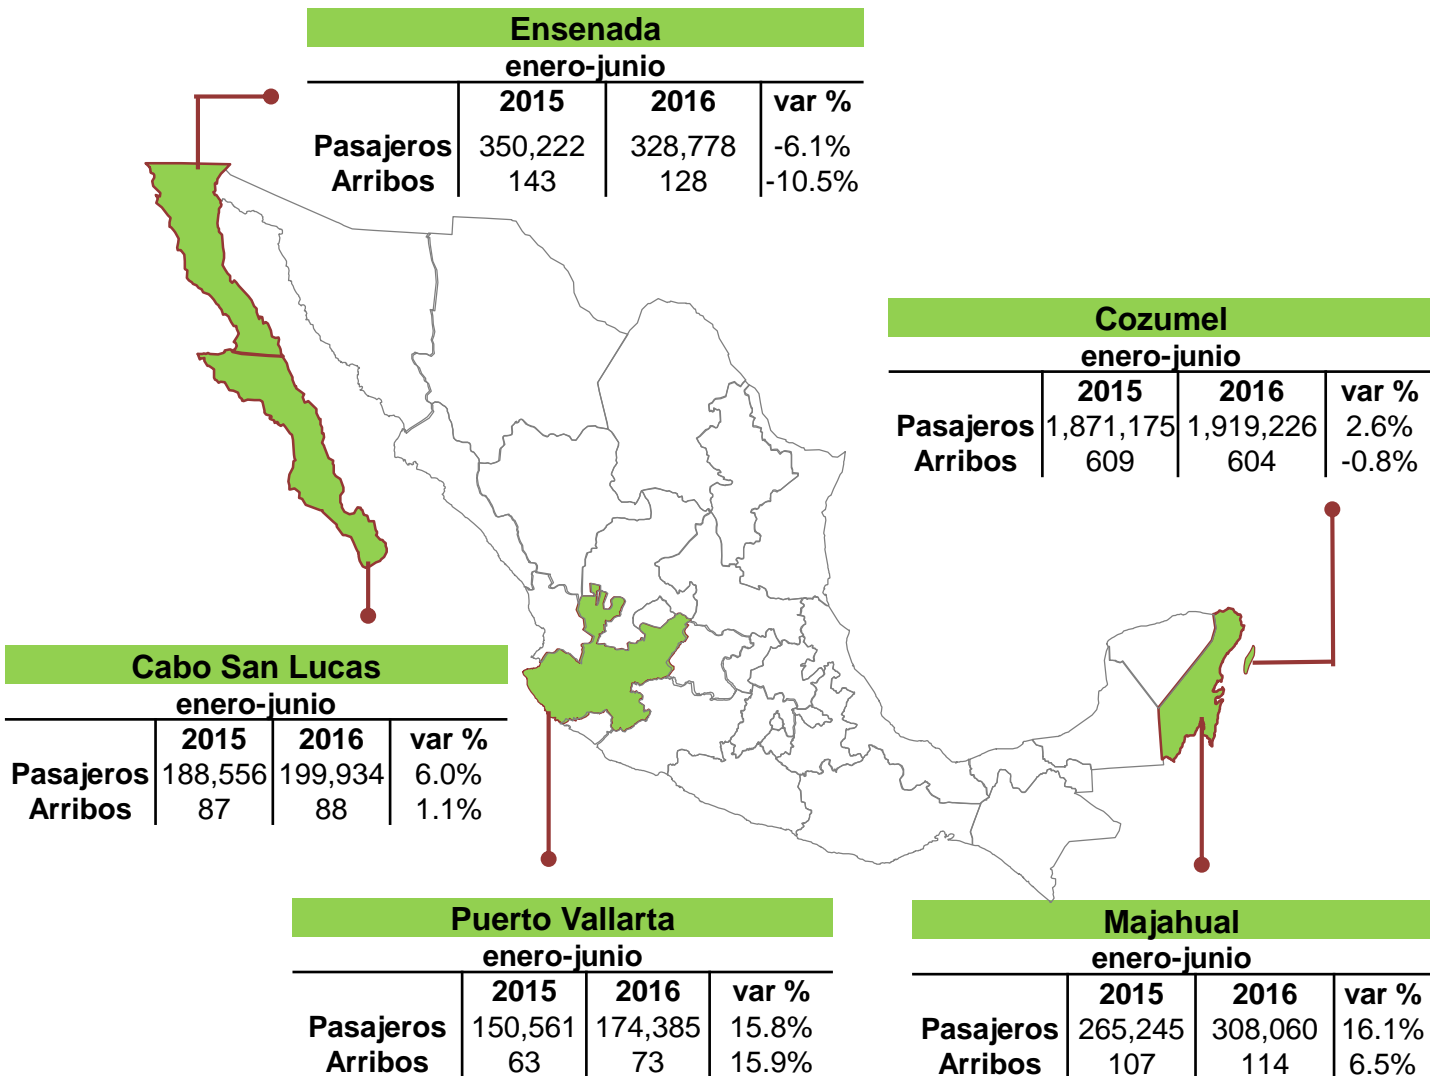 Ensenada
enero-junio
2015 2016 var %
Pasajeros 350,222 328,778 -6.1%
Arribos 143 128 -10.5%
Cozumel
enero-junio
2015 2016 var %
Pasajeros 1,871,175 1,919,226 2.6%
Arribos 609 604 -0.8%
Cabo San Lucas
enero-junio
2015 2016 var %
Pasajeros 188,556 199,934 6.0%
Arribos 87 88 1.1%
Puerto Vallarta
enero-junio
2015 2016 var %
Pasajeros 150,561 174,385 15.8%
Arribos 63 73 15.9%
Majahual
enero-junio
2015 2016 var %
Pasajeros 265,245 308,060 16.1%
Arribos 107 114 6.5%